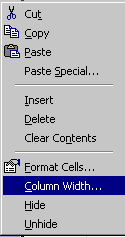 Cut
Copy
Paste
Paste Special...
Insert
Delete
Clear Contents
Format Cells...
Column Width...
Hide
Unhide